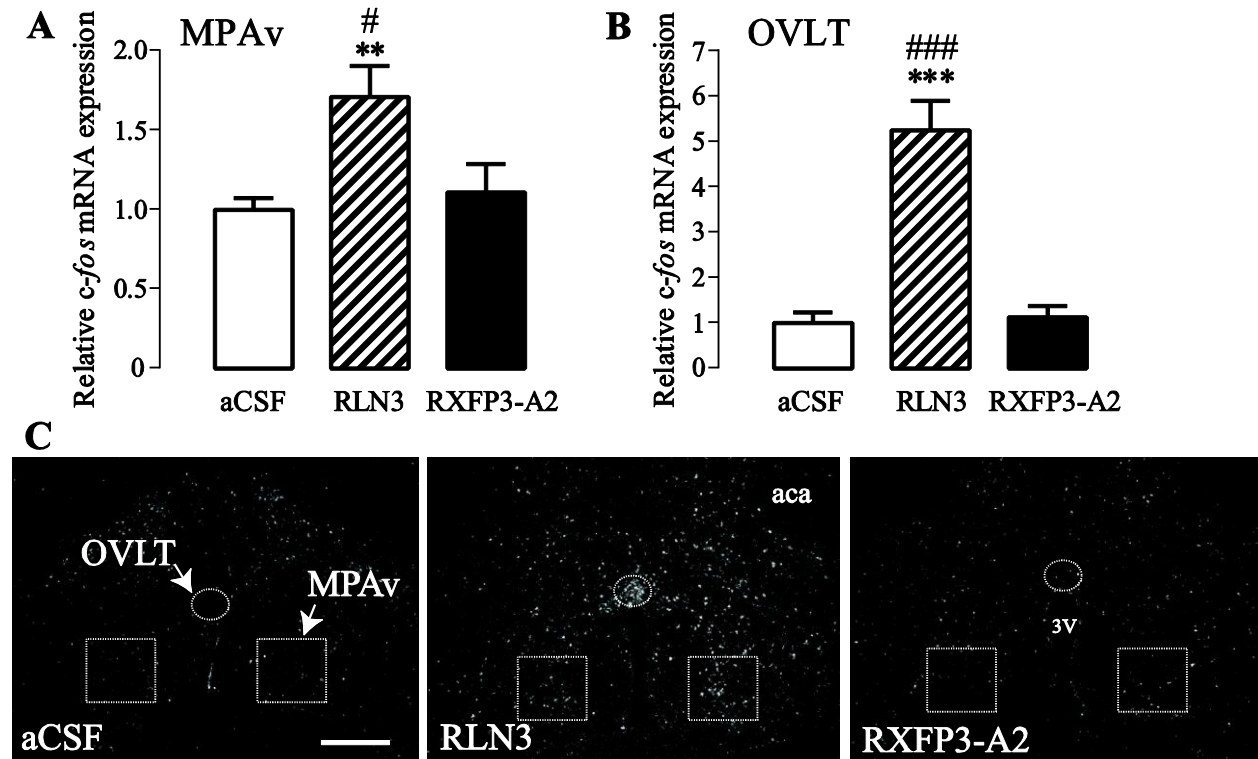 A
MPAv
#
**
Relative c-fos mRNA expression
2.0
1.5
1.0
0.5
0
aCSF RLN3 RXFP3-A2
B
OVLT
###
***
Relative c-fos mRNA expression
7
6
5
4
3
2
1
0
aCSF RLN3 RXFP3-A2
C
OVLT
MPAv
aCSF
aca
RLN3
3V
RXFP3-A2